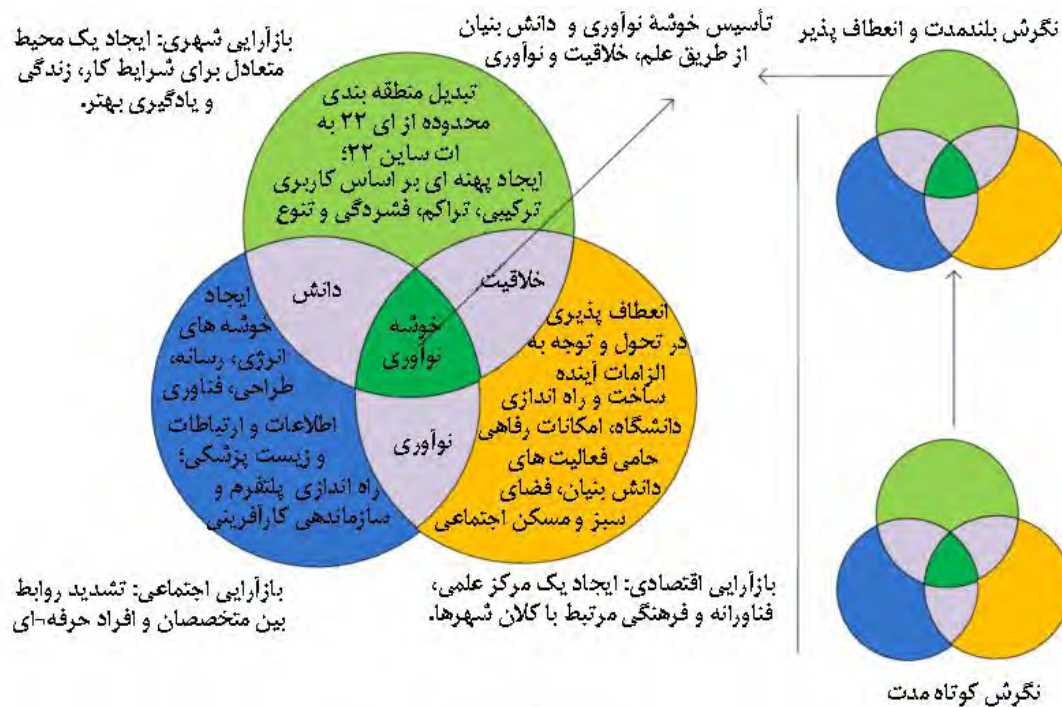 بازآرایی شهری: ایجاد یک محیط
متعادل برای شرایط کار، زندگی
و یادگیری بهتر.
تأسیس خوشهٔ نوآوری و دانش بنیان
از طریق علم، خلاقیت و نوآوری
نگرش بلندمدت و انعطاف پذیر
تبدیل منطقه بندی
محدوده از ای ۲۲ به
ات ساین ۲۲؛
ایجاد پهنه ای بر اساس کاربری
ترکیبی، تراکم، فشردگی و تنوع
دانش
خلاقیت
خوشه
نوآوری
نوآوری
ایجاد
خوشه های
انرژی، رسانه،
طراحی، فناوری
اطلاعات و ارتباطات
و زیست پزشکی؛
راه اندازی پلتفرم و
سازماندهی کارآفرینی
انعطاف پذیری
در تحول و توجه به
الزامات آینده
ساخت و راه اندازی
دانشگاه، امکانات رفاهی
حامی فعالیت های
دانش بنیان، فضای
سبز و مسکن اجتماعی
بازآرایی اجتماعی: تشدید روابط
بین متخصصان و افراد حرفه¬ای
بازآرایی اقتصادی: ایجاد یک مرکز علمی،
فناورانه و فرهنگی مرتبط با کلان شهرها.
نگرش کوتاه مدت